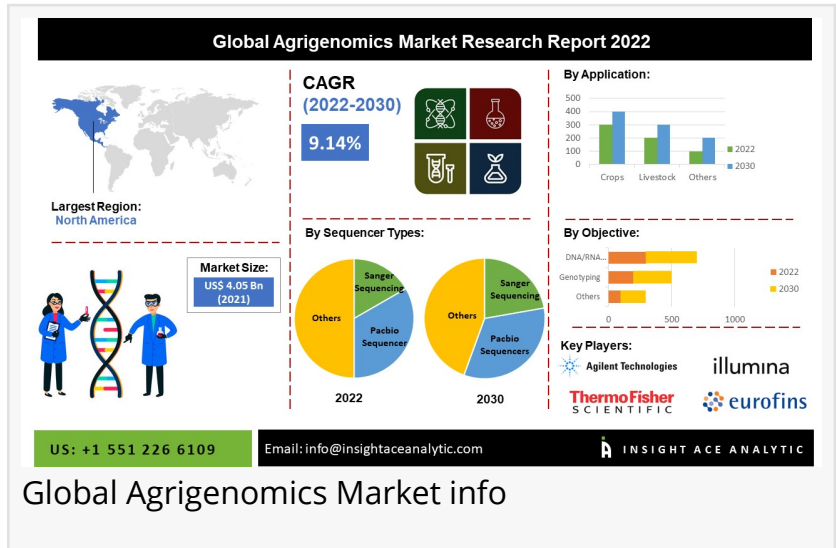 Global Agrigenomics Market Research Report 2022
Largest Region:
North America
Market Size:
US$ 4.05 Bn
(2021)
CAGR
(2022-2030)
9.14%
By Sequencer Types:
Sanger
Sequencing
Others
Pacbio
Sequencer
2022
Sanger
Sequencing
Others
Pacbio
Sequencers
2030
By Application:
500
400
300
200
100
0
Crops
Livestock
Others
2022
2030
By Objective:
DNA/RNA...
Genotyping
Others
0
500
1000
2022
2030
Key Players:
Agilent Technologies
illumına
ThermoFisher
SCIENTIFIC
eurofins
US: +1 551 226 6109
Email: info@insightaceanalytic.com
INSIGHT ACE ANALYTIC
Global Agrigenomics Market info